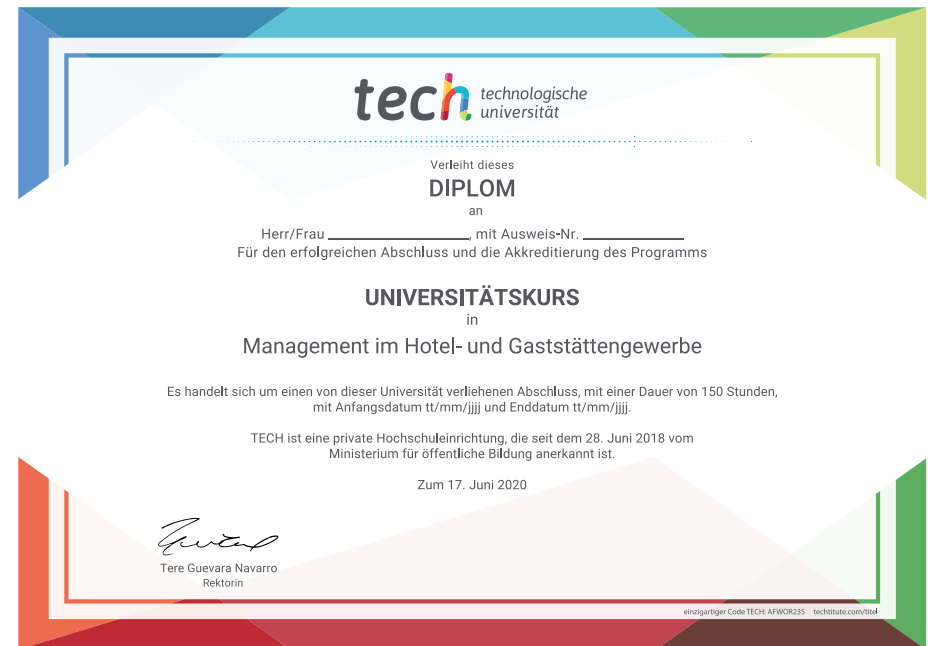 tech technologische
universität
Verleiht dieses
DIPLOM
an
Herr/Frau ____________, mit Ausweis-Nr. ____________
Für den erfolgreichen Abschluss und die Akkreditierung des Programms
UNIVERSITÄTSKURS
in
Management im Hotel- und Gaststättengewerbe
Es handelt sich um einen von dieser Universität verliehenen Abschluss, mit einer Dauer von 150 Stunden,
mit Anfangsdatum tt/mm/jjjj und Enddatum tt/mm/jjjj.
TECH ist eine private Hochschuleinrichtung, die seit dem 28. Juni 2018 vom
Ministerium für öffentliche Bildung anerkannt ist.
Zum 17. Juni 2020
Tere Guevara Navarro
Rektorin
einzigartiger Code TECH: AFWOR235 techtitute.com/titel